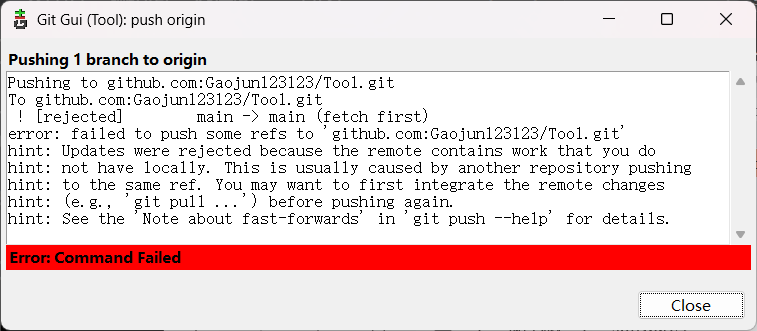 Git Gui (Tool): push origin
Pushing 1 branch to origin
Pushing to github.com:Gaojun123123/Tool.git
To github.com:Gaojun123123/Tool.git
 ! [rejected]        main -> main (fetch first)
error: failed to push some refs to 'github.com:Gaojun123123/Tool.git'
hint: Updates were rejected because the remote contains work that you do
hint: not have locally. This is usually caused by another repository pushing
hint: to the same ref. You may want to first integrate the remote changes
hint: (e.g., 'git pull ...') before pushing again.
hint: See the 'Note about fast-forwards' in 'git push --help' for details.
Error: Command Failed
Close